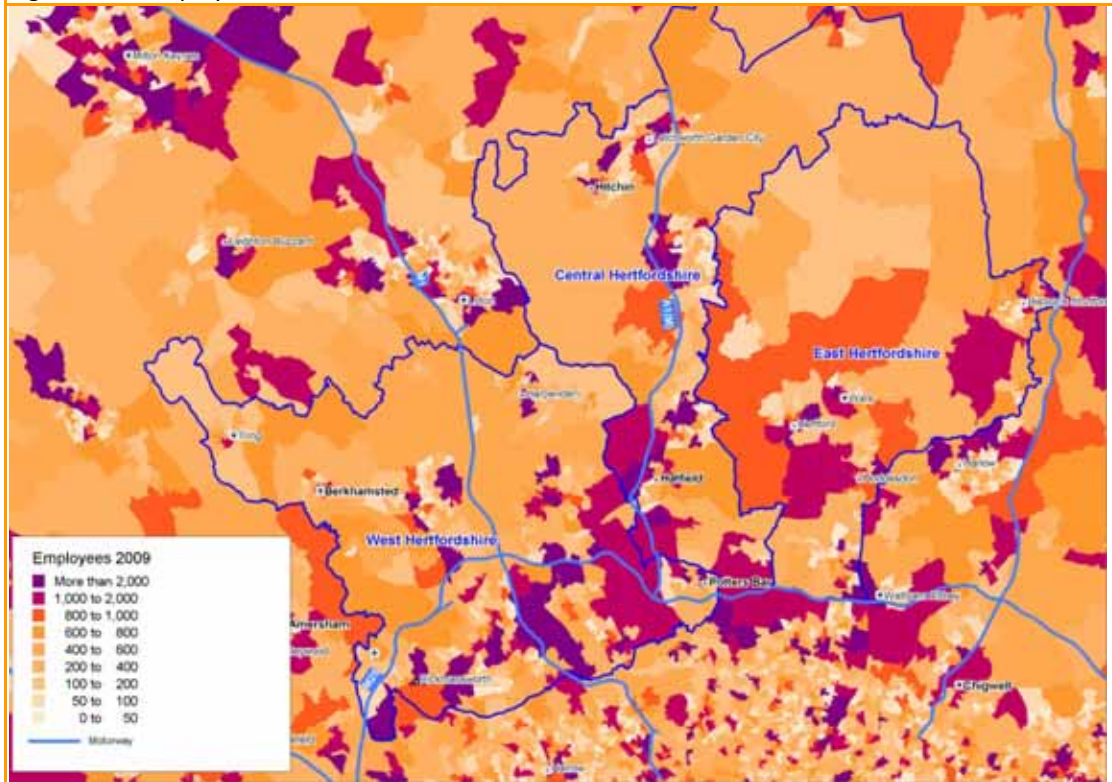 Milton Keynes
Letchworth Garden City
Hitchin
Leighton Buzzard
Central Hertfordshire
Luton
East Hertfordshire
Harpenden
Ware
Hertford
Tring
Harlow
Hatfield
Hoddesdon
Berkhamsted
West Hertfordshire
Potters Bar
Waltham Abbey
Amersham
Rickmansworth
Chigwell
Harrow
Employees 2009
More than 2,000
1,000 to 2,000
800 to 1,000
600 to 800
400 to 600
200 to 400
100 to 200
50 to 100
0 to 50
Motorway